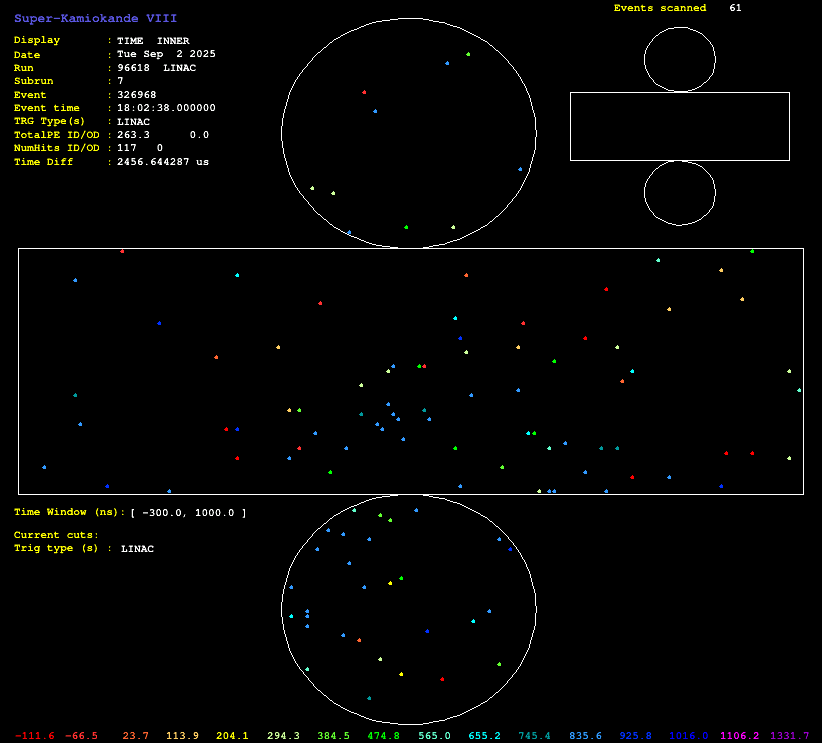 Super-Kamiokande VIII
Events scanned 61
Display : TIME INNER
Date : Tue Sep 2 2025
Run : 96618 LINAC
Subrun : 7
Event : 326968
Event time : 18:02:38.000000
TRG Type(s) : LINAC
TotalPE ID/OD : 263.3 0.0
NumHits ID/OD : 117 0
Time Diff : 2456.644287 us
Time Window (ns): [ -300.0, 1000.0 ]
Current cuts:
Trig type (s) : LINAC
-111.6 -66.5 23.7 113.9 204.1 294.3 384.5 474.8 565.0 655.2 745.4 835.6 925.8 1016.0 1106.2 1331.7